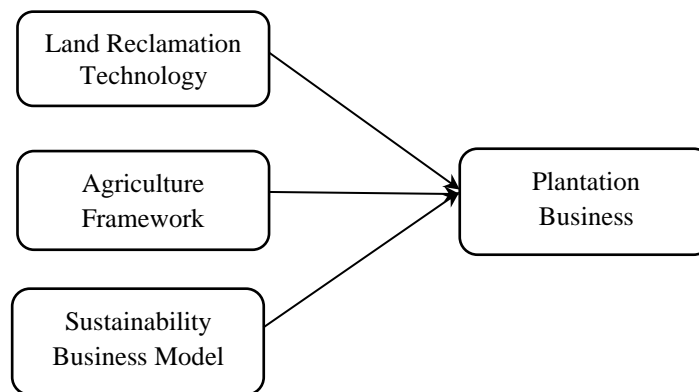 Land Reclamation
Technology
Agriculture
Framework
Plantation
Business
Sustainability
Business Model